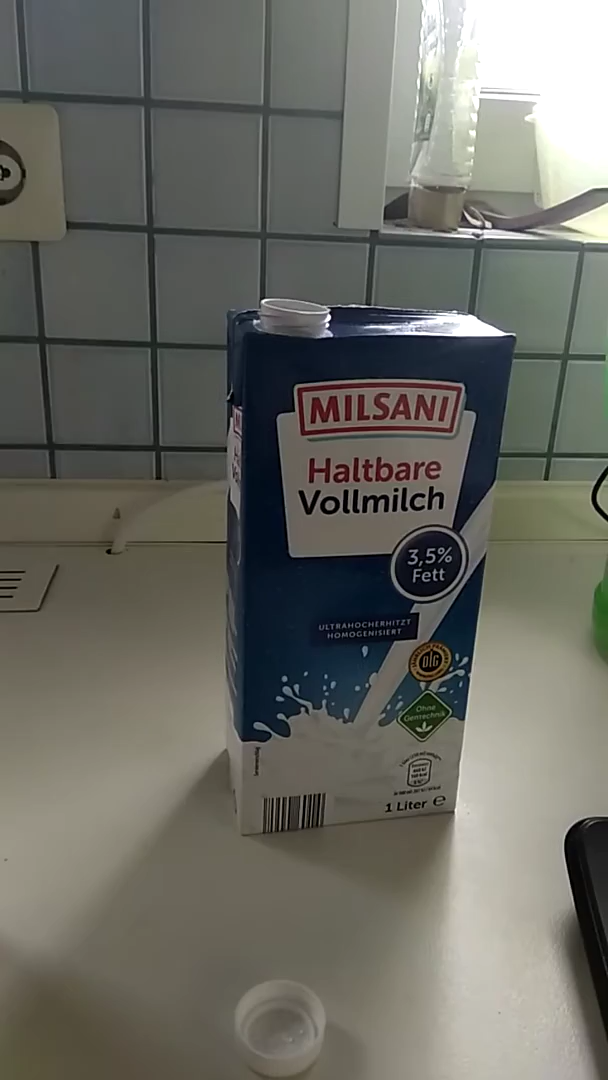 MILSANI
Haltbare
Vollmilch
3,5%
Fett
ULTRAHOCHERHITZT
HOMOGENISIERT
DLG
Ohne
Gentechnik
1 Liter ℮